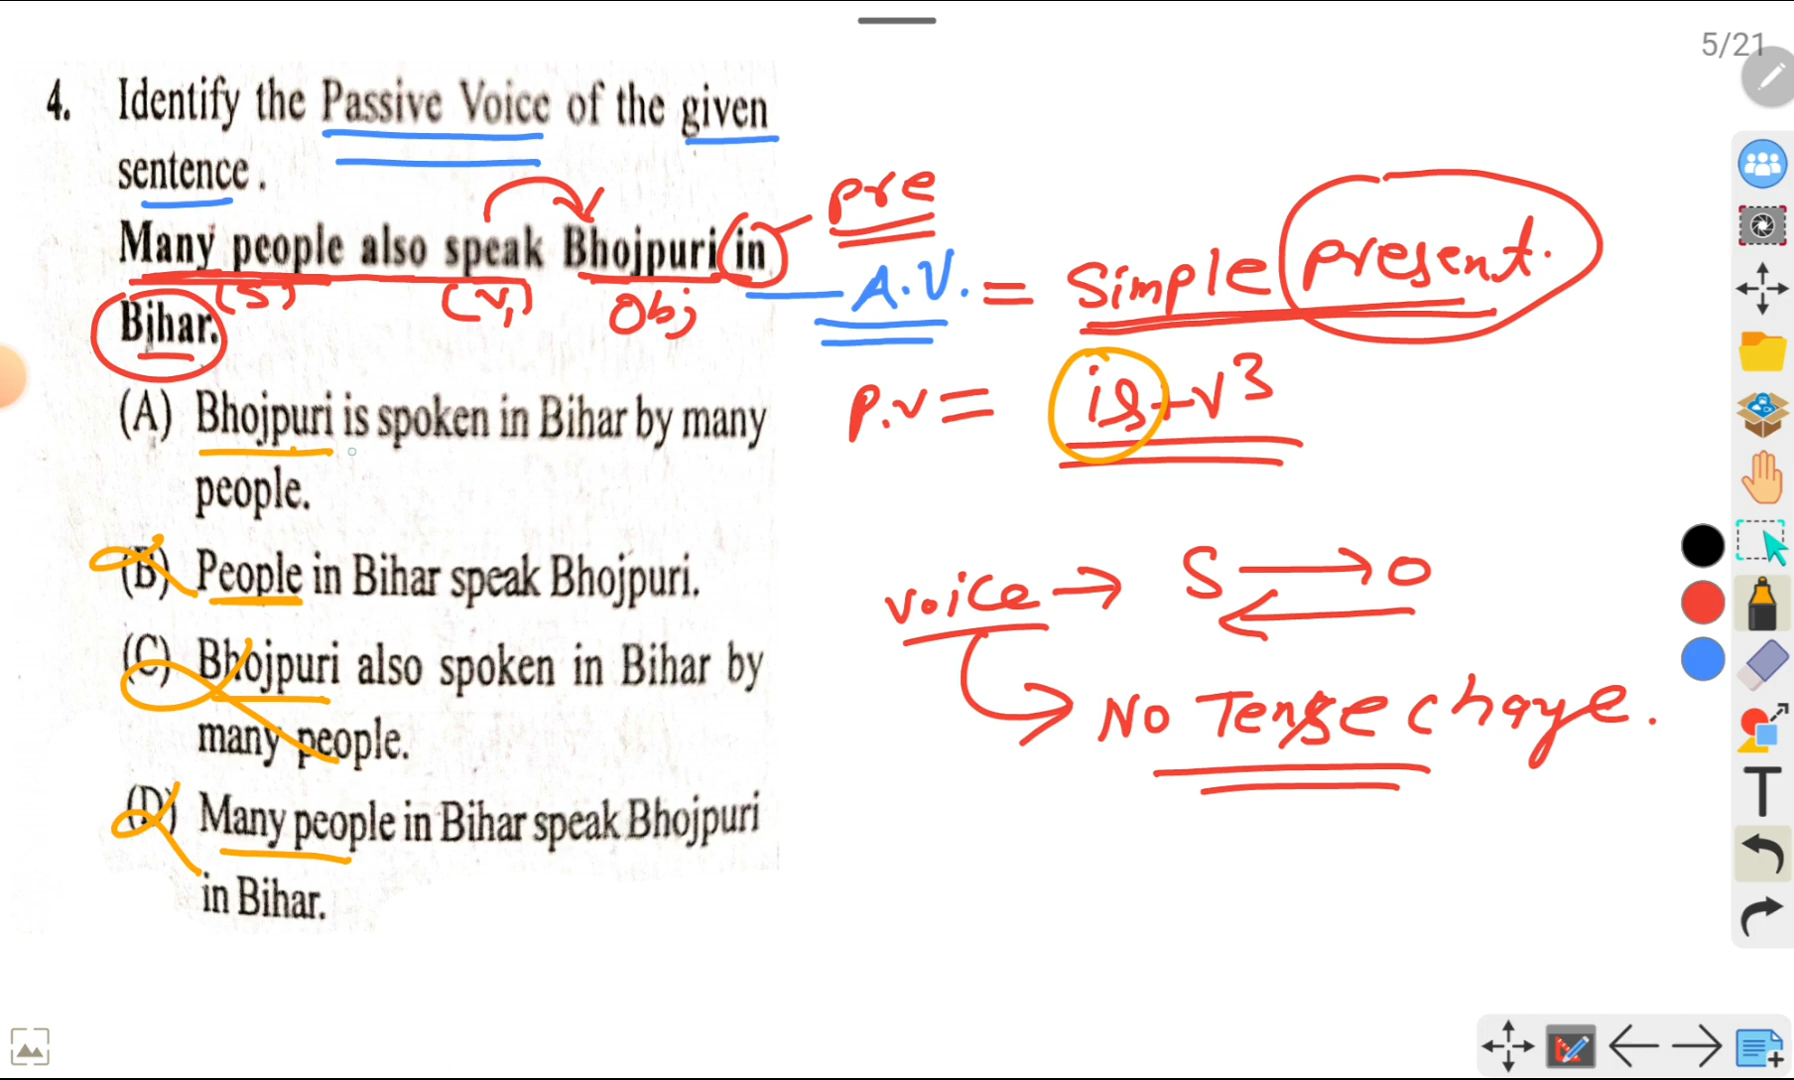 5/21
4. Identify the Passive Voice of the given
sentence.
pre
Many people also speak Bhojpuri in
A.V. = Simple present.
(S) (V1) Obj
Bihar.
P.V = is + V3
(A) Bhojpuri is spoken in Bihar by many
people.
(B) People in Bihar speak Bhojpuri.
voice → S → O
(C) Bhojpuri also spoken in Bihar by
many people.
No Tense change.
(D) Many people in Bihar speak Bhojpuri
in Bihar.
T